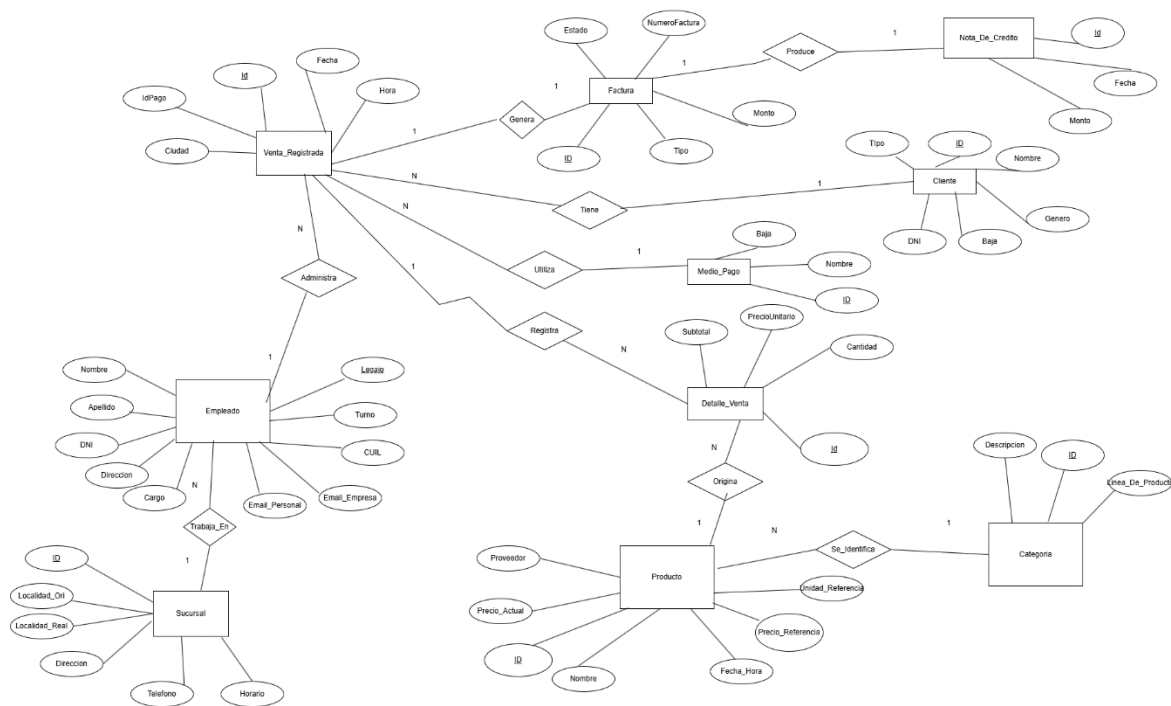 Estado
NumeroFactura
Produce
1
1
Nota_De_Credito
Id
Fecha
Monto
Factura
Monto
Tipo
ID
1
Genera
1
Fecha
Id
Hora
IdPago
Ciudad
Venta_Registrada
N
Tiene
1
TIpo
ID
Nombre
Cliente
Genero
DNI
Baja
N
Utiliza
1
Baja
Medio_Pago
Nombre
ID
N
Administra
1
1
Registra
N
Subtotal
PrecioUnitario
Cantidad
Detalle_Venta
Id
Nombre
Apellido
DNI
Direccion
Cargo
Empleado
Legajo
Turno
CUIL
Email_Empresa
Email_Personal
N
Trabaja_En
1
N
Origina
1
N
Se_Identifica
1
Descripcion
ID
Linea_De_Producto
Categoria
Proveedor
Precio_Actual
ID
Nombre
Producto
Unidad_Referencia
Precio_Referencia
Fecha_Hora
ID
Localidad_Ori
Localidad_Real
Direccion
Telefono
Horario
Sucursal